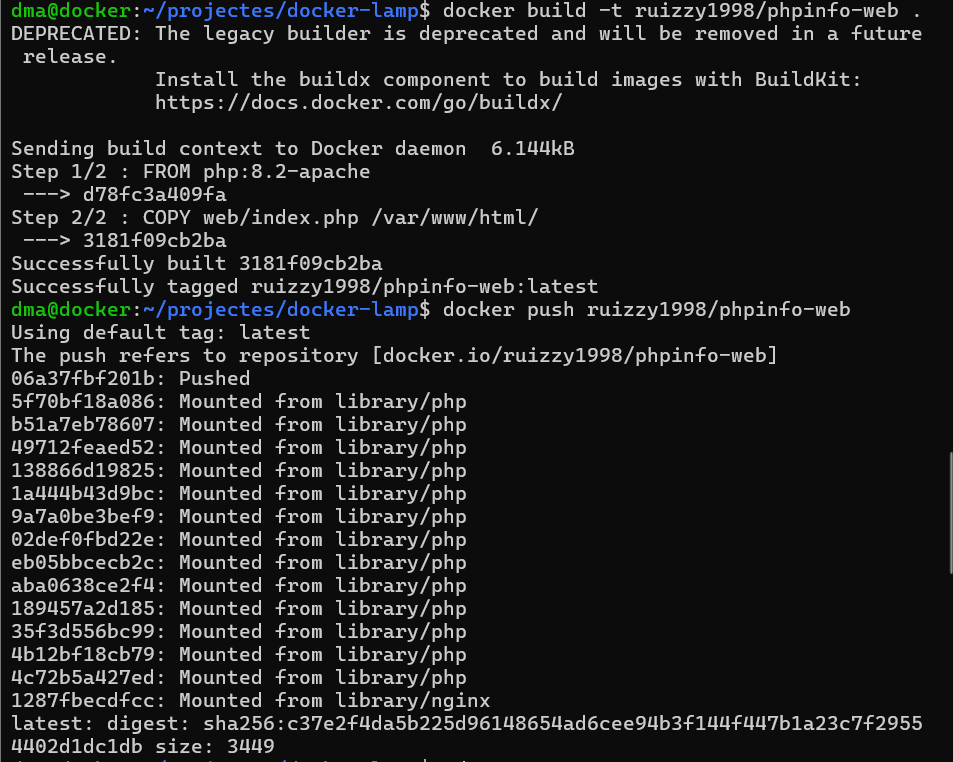 dma@docker:~/projectes/docker-lamp$ docker build -t ruizzy1998/phpinfo-web .
DEPRECATED: The legacy builder is deprecated and will be removed in a future
 release.
            Install the buildx component to build images with BuildKit:
            https://docs.docker.com/go/buildx/

Sending build context to Docker daemon  6.144kB
Step 1/2 : FROM php:8.2-apache
 ---> d78fc3a409fa
Step 2/2 : COPY web/index.php /var/www/html/
 ---> 3181f09cb2ba
Successfully built 3181f09cb2ba
Successfully tagged ruizzy1998/phpinfo-web:latest
dma@docker:~/projectes/docker-lamp$ docker push ruizzy1998/phpinfo-web
Using default tag: latest
The push refers to repository [docker.io/ruizzy1998/phpinfo-web]
06a37fbf201b: Pushed
5f70bf18a086: Mounted from library/php
b51a7eb78607: Mounted from library/php
49712feaed52: Mounted from library/php
138866d19825: Mounted from library/php
1a444b43d9bc: Mounted from library/php
9a7a0be3bef9: Mounted from library/php
02def0fbd22e: Mounted from library/php
eb05bbcecb2c: Mounted from library/php
aba0638ce2f4: Mounted from library/php
189457a2d185: Mounted from library/php
35f3d556bc99: Mounted from library/php
4b12bf18cb79: Mounted from library/php
4c72b5a427ed: Mounted from library/php
1287fbecdfcc: Mounted from library/nginx
latest: digest: sha256:c37e2f4da5b225d96148654ad6cee94b3f144f447b1a23c7f2955
4402d1dc1db size: 3449